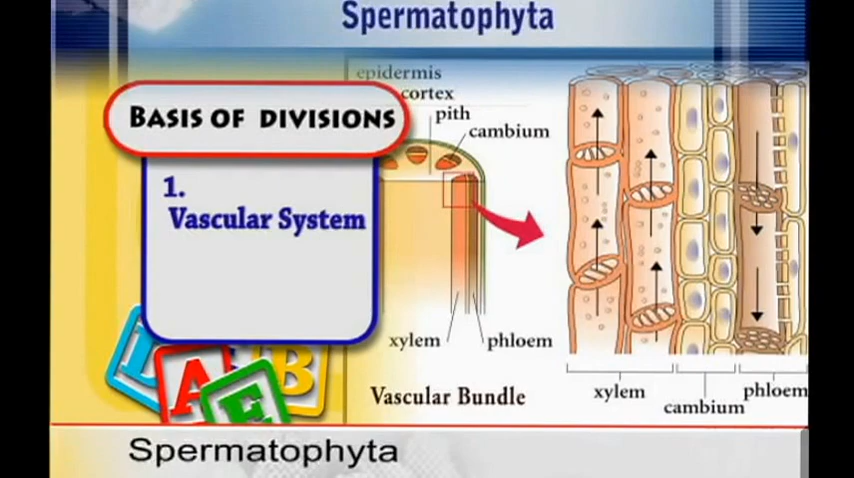 Spermatophyta
BASIS OF DIVISIONS
1.
Vascular System
epidermis
cortex
pith
cambium
xylem
phloem
Vascular Bundle
xylem
cambium
phloem
A
B
E
Spermatophyta